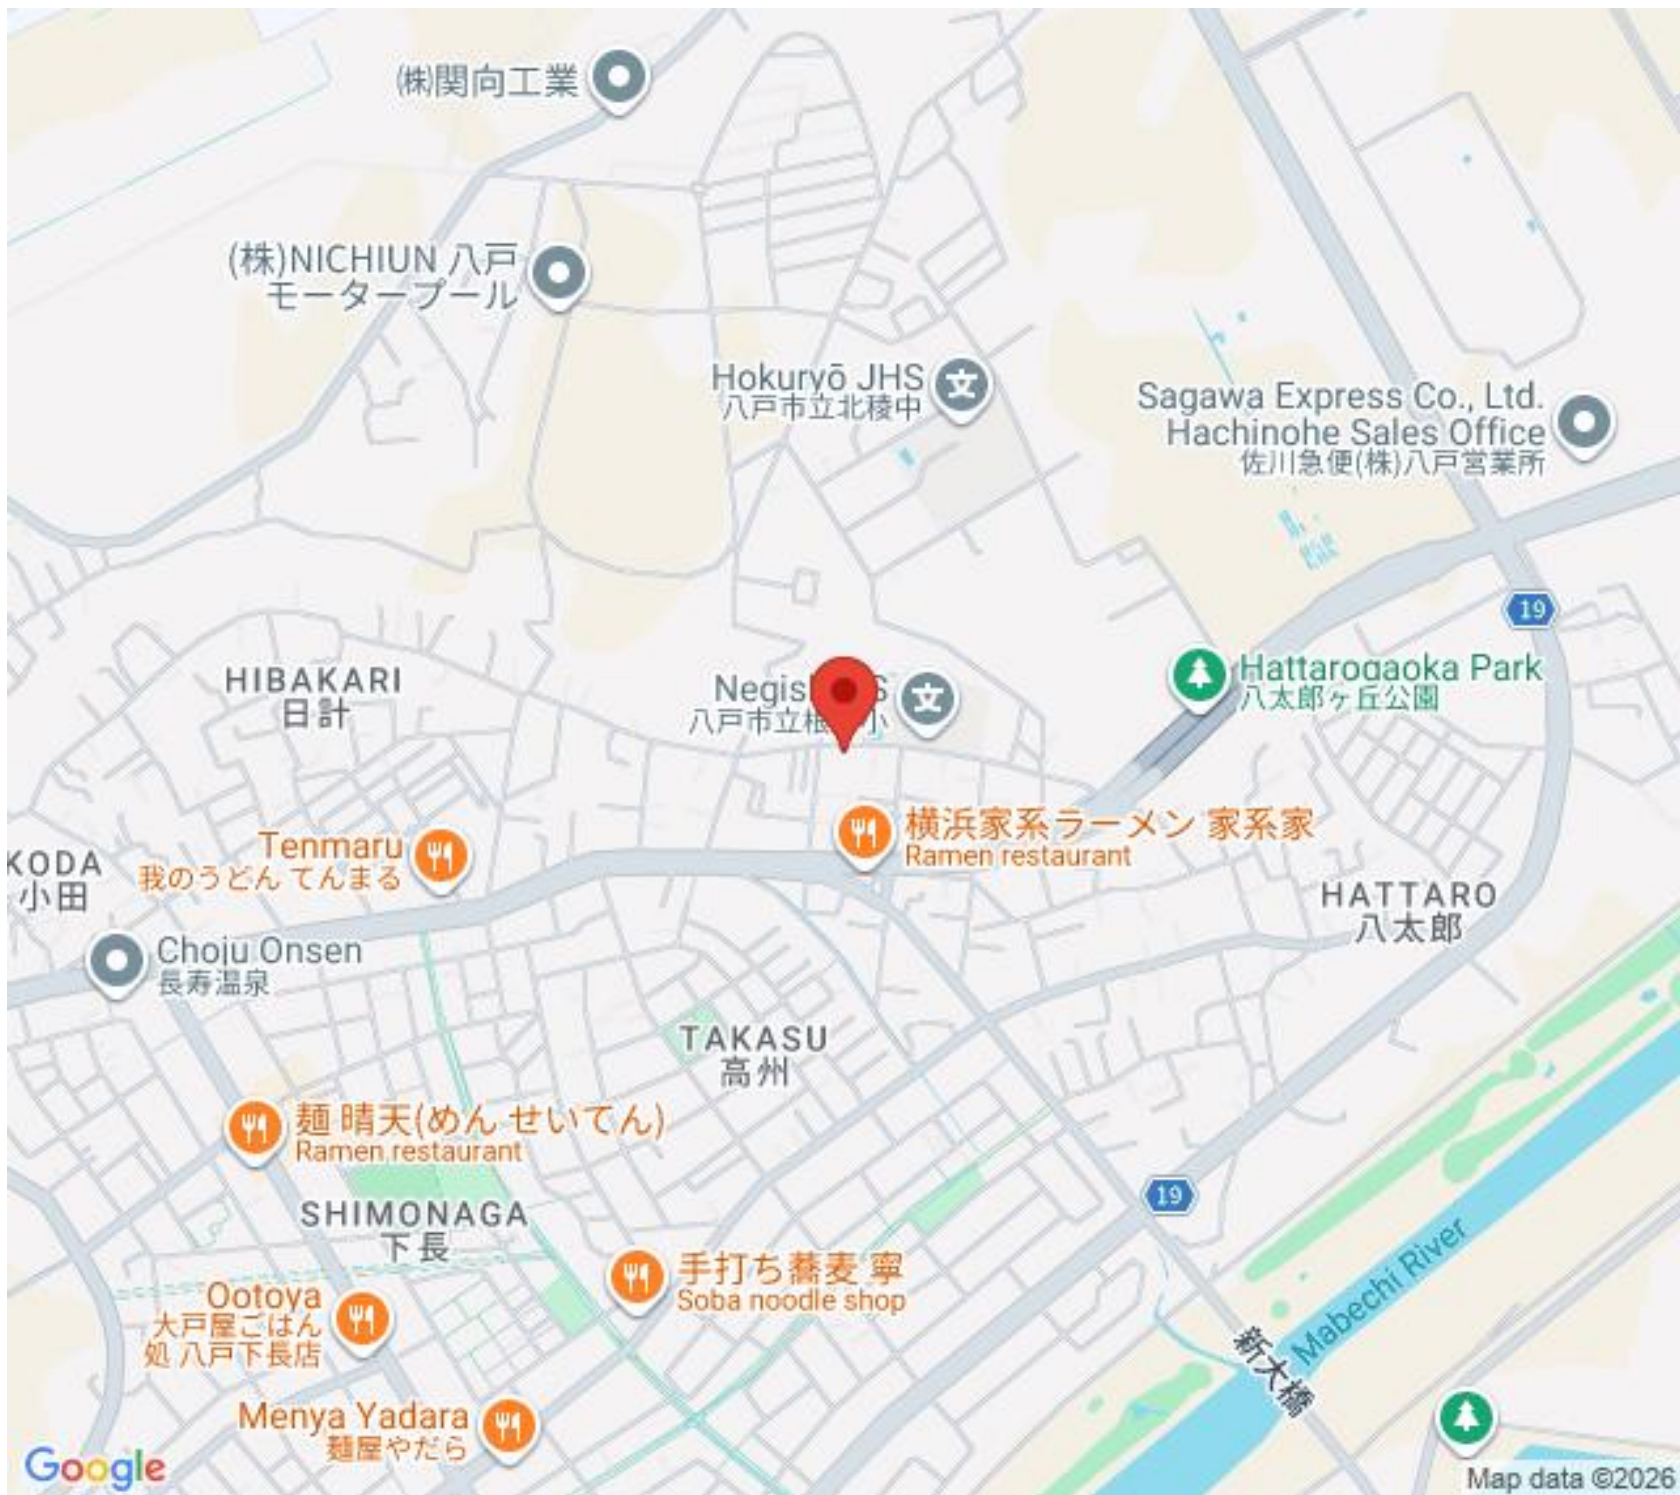 (株)関向工業
(株)NICHIUN 八戸
モータープール
Hokuryō JHS
八戸市立北稜中
Sagawa Express Co., Ltd.
Hachinohe Sales Office
佐川急便(株)八戸営業所
19
HIBAKARI
日計
八戸市立根
小
Hattarogaoka Park
八太郎ヶ丘公園
横浜家系ラーメン 家系家
Ramen restaurant
Tenmaru
我のうどん てんまる
KODA
小田
HATTARO
八太郎
Choju Onsen
長寿温泉
TAKASU
高州
麺 晴天(めん せいてん)
Ramen restaurant
19
SHIMONAGA
下長
手打ち蕎麦 寧
Soba noodle shop
Ootoya
大戸屋ごはん
処 八戸下長店
Mabechi River
新大橋
Menya Yadara
麺屋やだら
Google
Map data ©2026